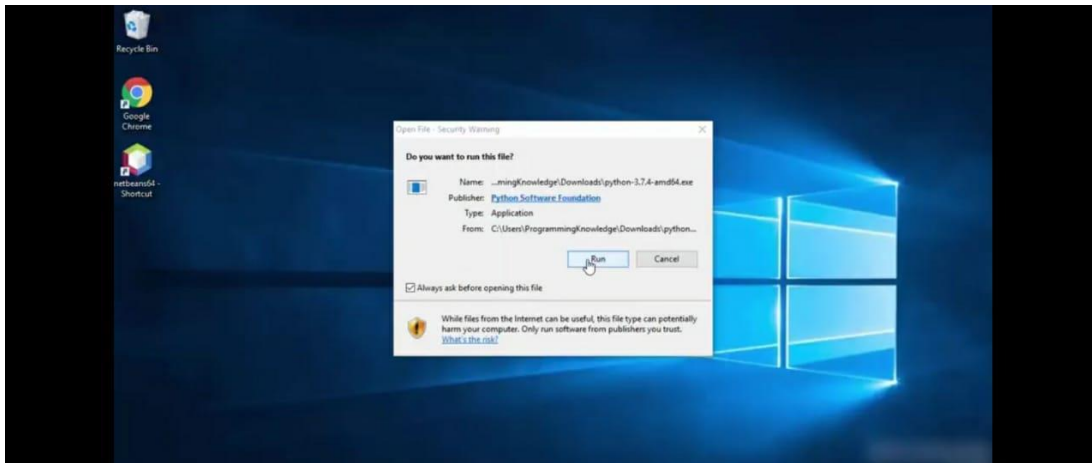 Recycle Bin
Google
Chrome
netbeans64 -
Shortcut
Open File - Security Warning
Do you want to run this file?
Name: ...mingKnowledge\Downloads\python-3.7.4-amd64.exe
Publisher: Python Software Foundation
Type: Application
From: C:\Users\ProgrammingKnowledge\Downloads\python...
Run Cancel
Always ask before opening this file
While files from the Internet can be useful, this file type can potentially
harm your computer. Only run software from publishers you trust.
What's the risk?